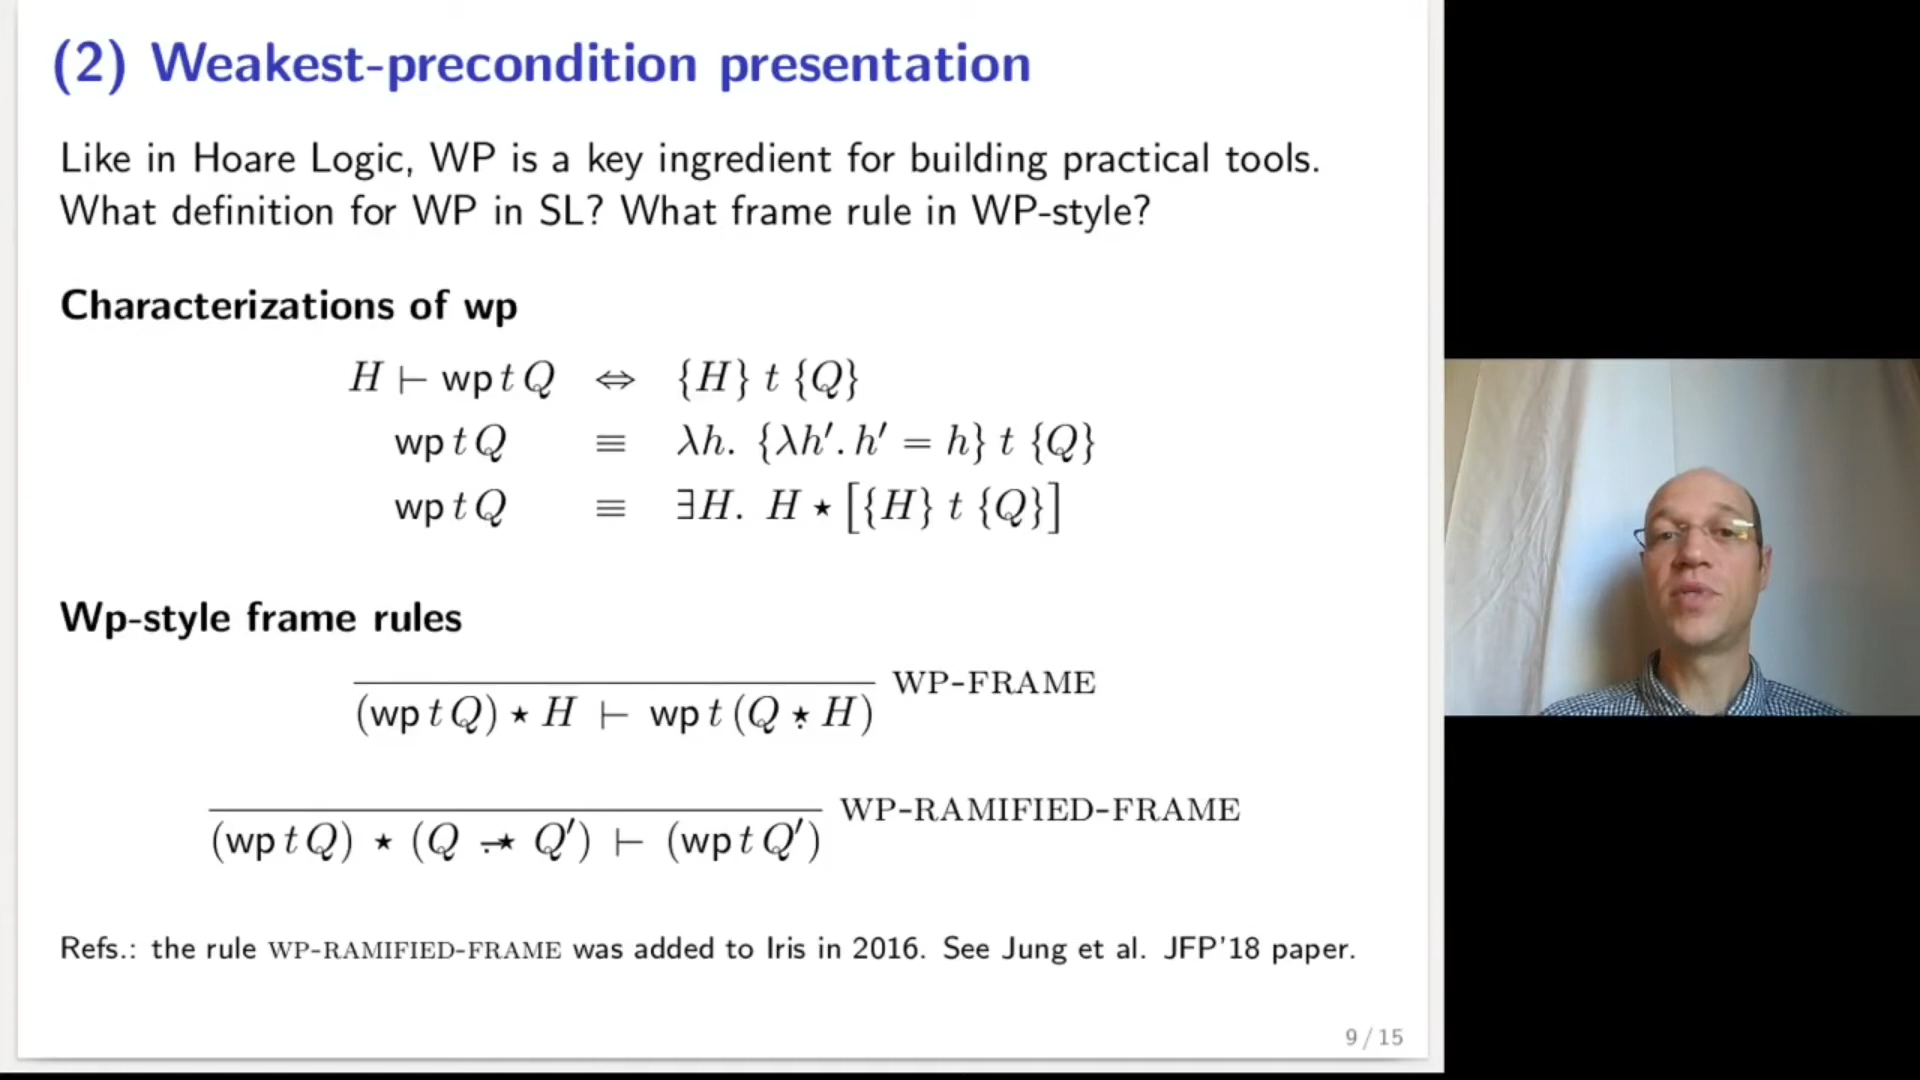 (2) Weakest-precondition presentation
Like in Hoare Logic, WP is a key ingredient for building practical tools.
What definition for WP in SL? What frame rule in WP-style?
Characterizations of wp
H ⊢ wp t Q ⇔ {H} t {Q}
wp t Q ≡ λh. {λh′. h′ = h} t {Q}
wp t Q ≡ ∃H. H ⋆ [{H} t {Q}]
Wp-style frame rules
WP-FRAME
(wp t Q) ⋆ H ⊢ wp t (Q ⋆̣ H)
WP-RAMIFIED-FRAME
(wp t Q) ⋆ (Q −̣⋆ Q′) ⊢ (wp t Q′)
Refs.: the rule WP-RAMIFIED-FRAME was added to Iris in 2016. See Jung et al. JFP'18 paper.
9 / 15